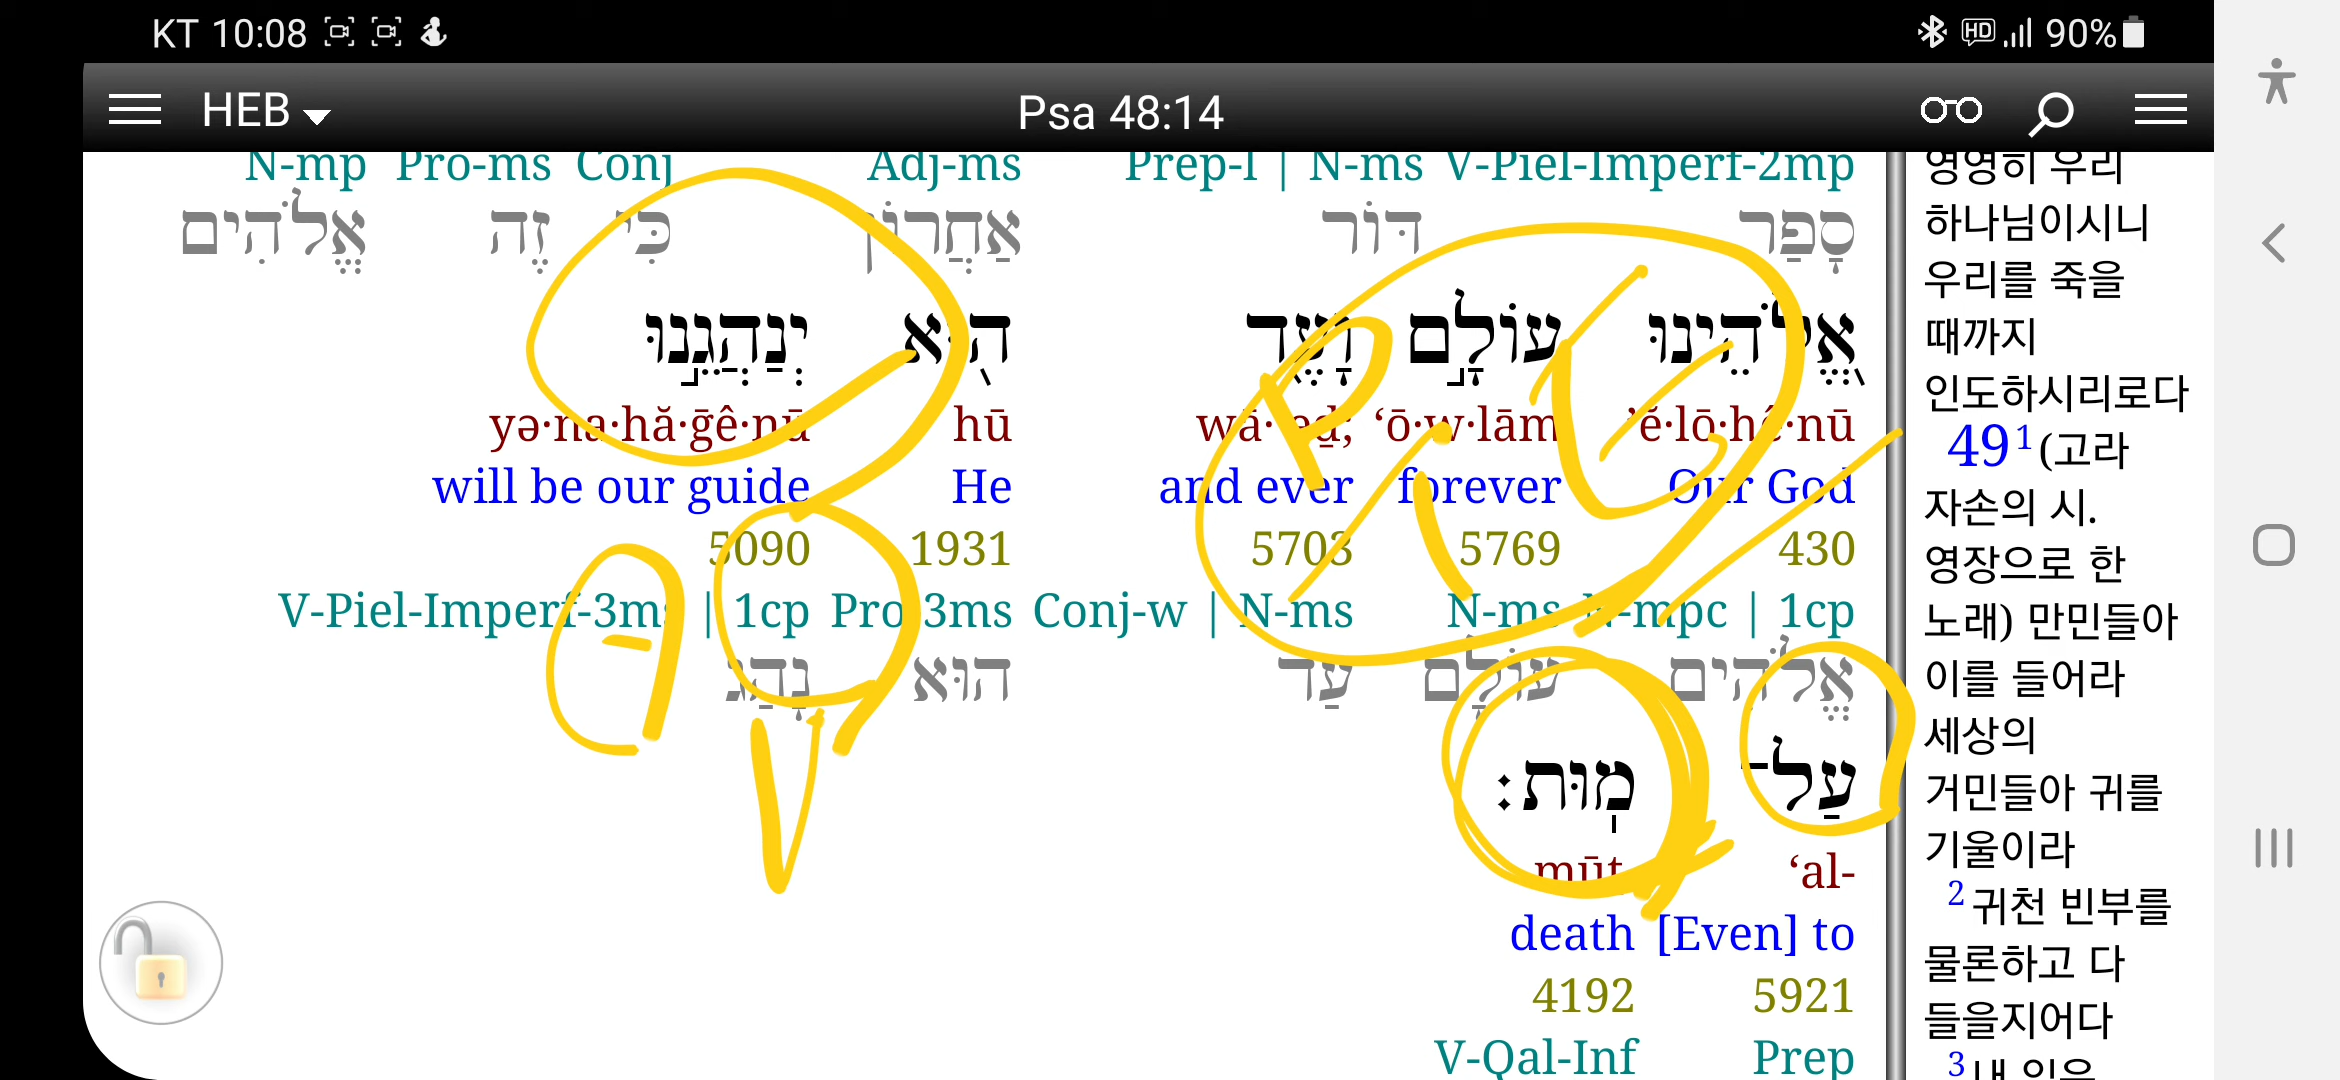 KT 10:08 HD 90%
HEB Psa 48:14
N-mp Pro-ms Conj Adj-ms Prep-l | N-ms V-Piel-Imperf-2mp
סָפַר דּוֹר אַחֲרוֹן כִּי זֶה אֱלֹהִים
אֱ֭לֹהֵינוּ עוֹלָ֣ם וָעֶ֑ד ה֖וּא יְנַהֲגֵ֣נוּ
yə·na·hă·ḡê·nū hū wā·‘eḏ; ‘ō·w·lām ’ĕ·lō·hê·nū
will be our guide He and ever forever Our God
5090 1931 5703 5769 430
V-Piel-Imperf-3ms | 1cp Pro-3ms Conj-w | N-ms N-ms N-mpc | 1cp
אֱלֹהִים עוֹלָם עַד הוּא נָהַג
עַל־ מֽוּת׃
mūṯ ‘al-
death [Even] to
4192 5921
V-Qal-Inf Prep
영영히 우리
하나님이시니
우리를 죽을
때까지
인도하시리로다
49 1 (고라
자손의 시.
영장으로 한
노래) 만민들아
이를 들어라
세상의
거민들아 귀를
기울이라
2 귀천 빈부를
물론하고 다
들을지어다
3 내 입은